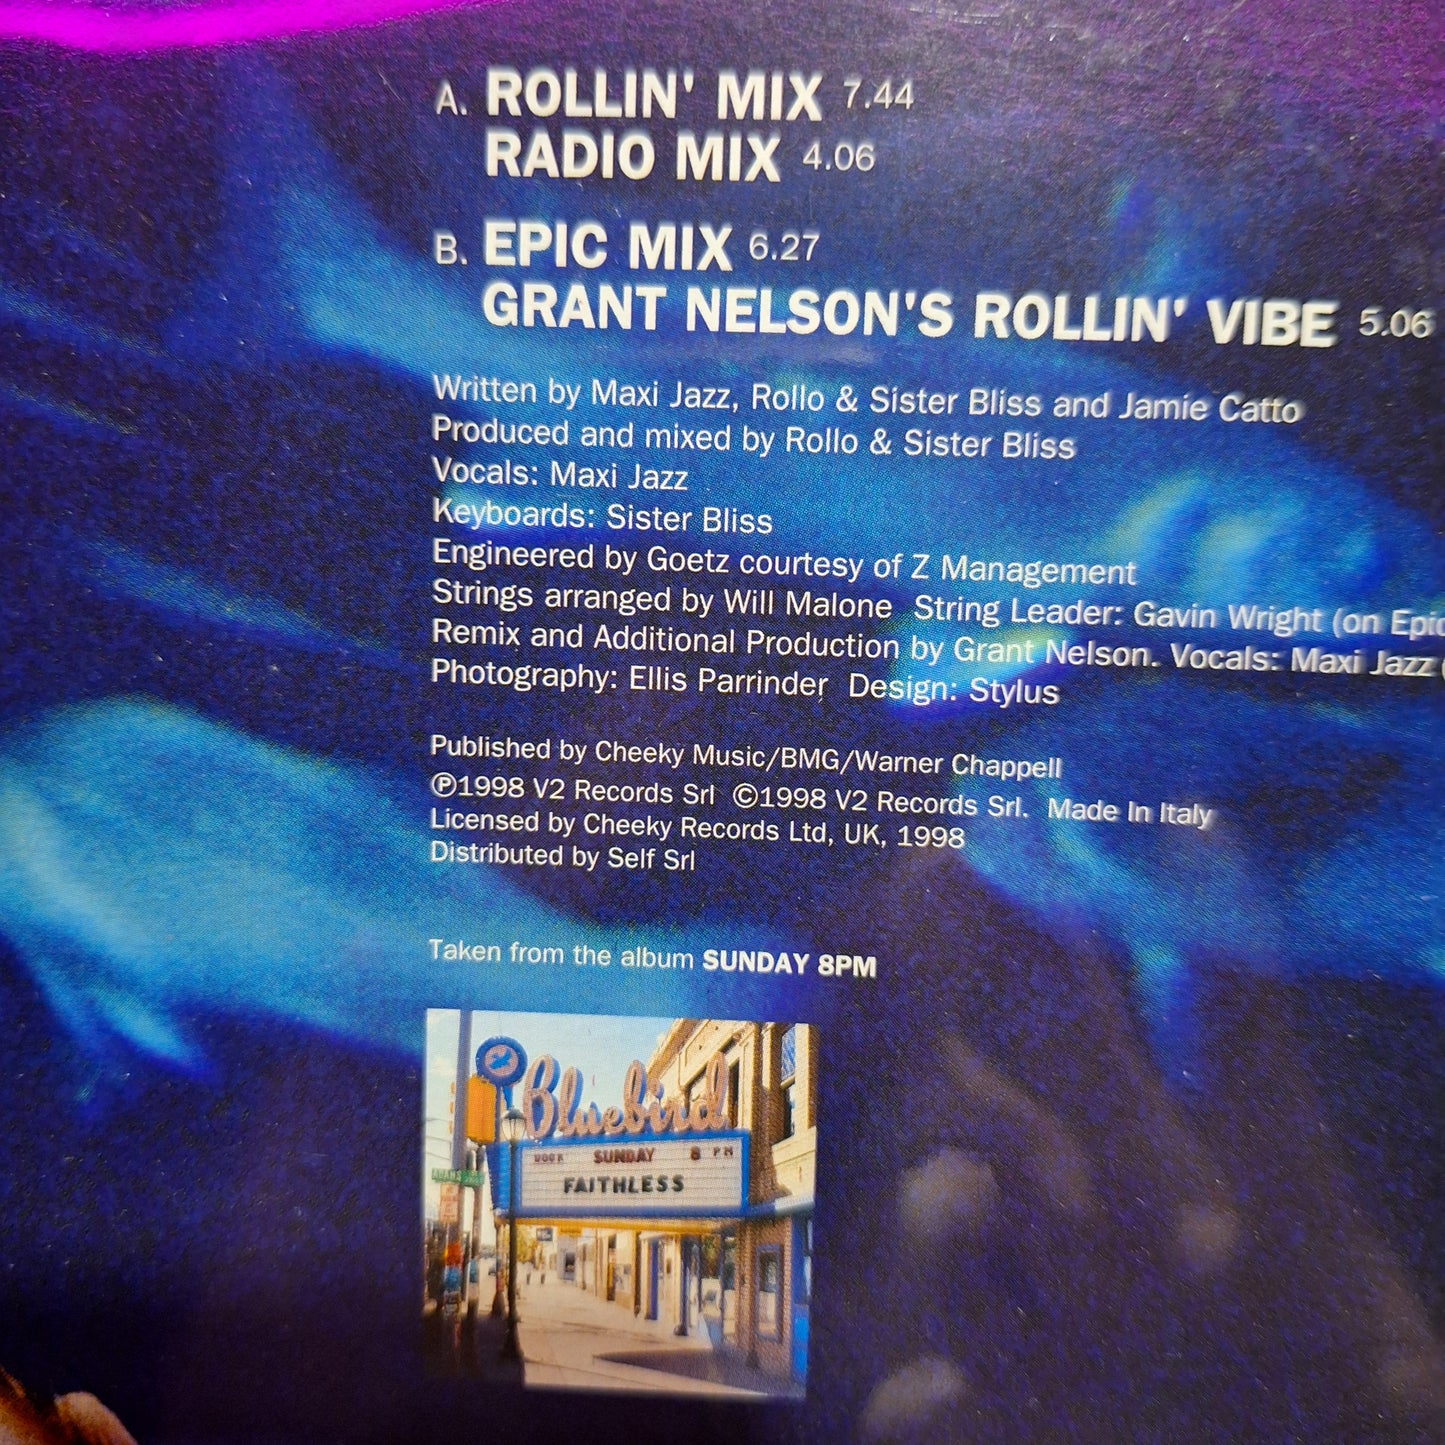 A. ROLLIN' MIX 7.44
RADIO MIX 4.06
B. EPIC MIX 6.27
GRANT NELSON'S ROLLIN' VIBE 5.06
Written by Maxi Jazz, Rollo & Sister Bliss and Jamie Catto
Produced and mixed by Rollo & Sister Bliss
Vocals: Maxi Jazz
Keyboards: Sister Bliss
Engineered by Goetz courtesy of Z Management
Strings arranged by Will Malone String Leader: Gavin Wright (on Epic
Remix and Additional Production by Grant Nelson. Vocals: Maxi Jazz (
Photography: Ellis Parrinder Design: Stylus
Published by Cheeky Music/BMG/Warner Chappell
℗1998 V2 Records Srl ©1998 V2 Records Srl. Made In Italy
Licensed by Cheeky Records Ltd, UK, 1998
Distributed by Self Srl
Taken from the album SUNDAY 8PM
Bluebird
SUNDAY 8 PM
FAITHLESS
ADAMS